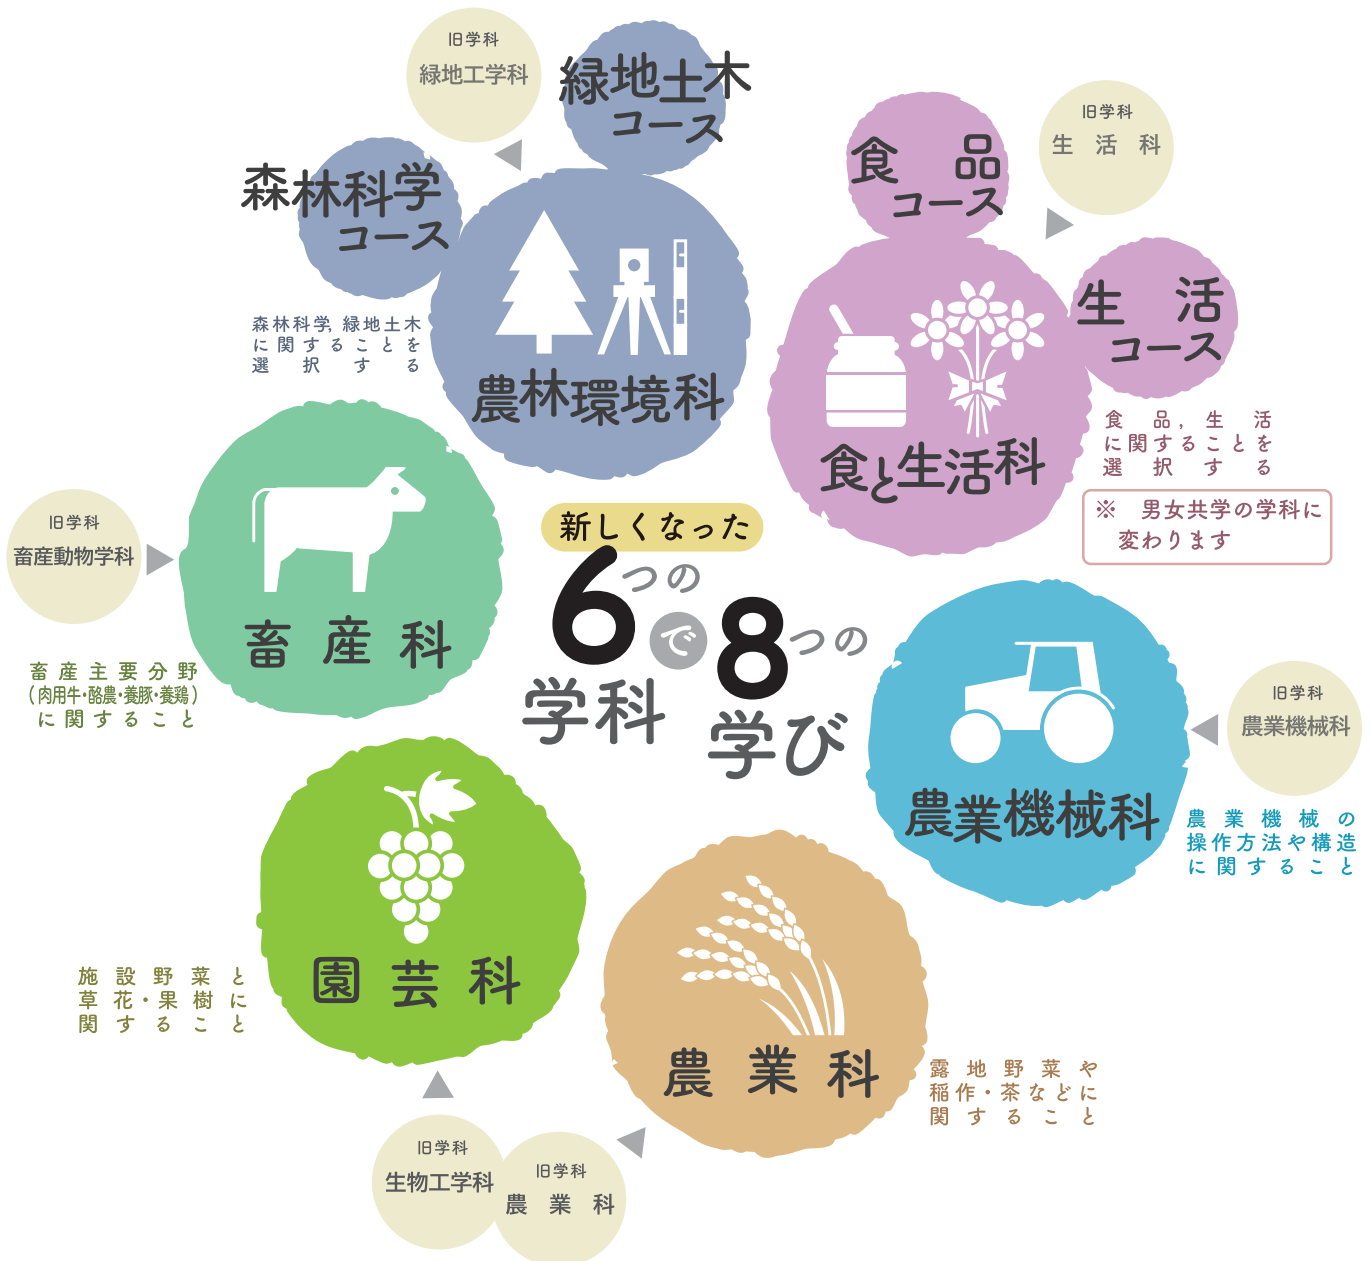 旧学科
緑地工学科
緑地土木
コース
森林科学
コース
森林科学，緑地土木
に関することを
選択する
農林環境科
食品
コース
旧学科
生活科
生活
コース
食と生活科
食品，生活
に関することを
選択する
※　男女共学の学科に
変わります
新しくなった
6つの
学科
で
8つの
学び
旧学科
畜産動物学科
畜産科
畜産主要分野
（肉用牛・酪農・養豚・養鶏）
に関すること
旧学科
農業機械科
農業機械科
農業機械の
操作方法や構造
に関すること
園芸科
施設野菜と
草花・果樹に
関すること
農業科
露地野菜や
稲作・茶などに
関すること
旧学科
生物工学科
旧学科
農業科